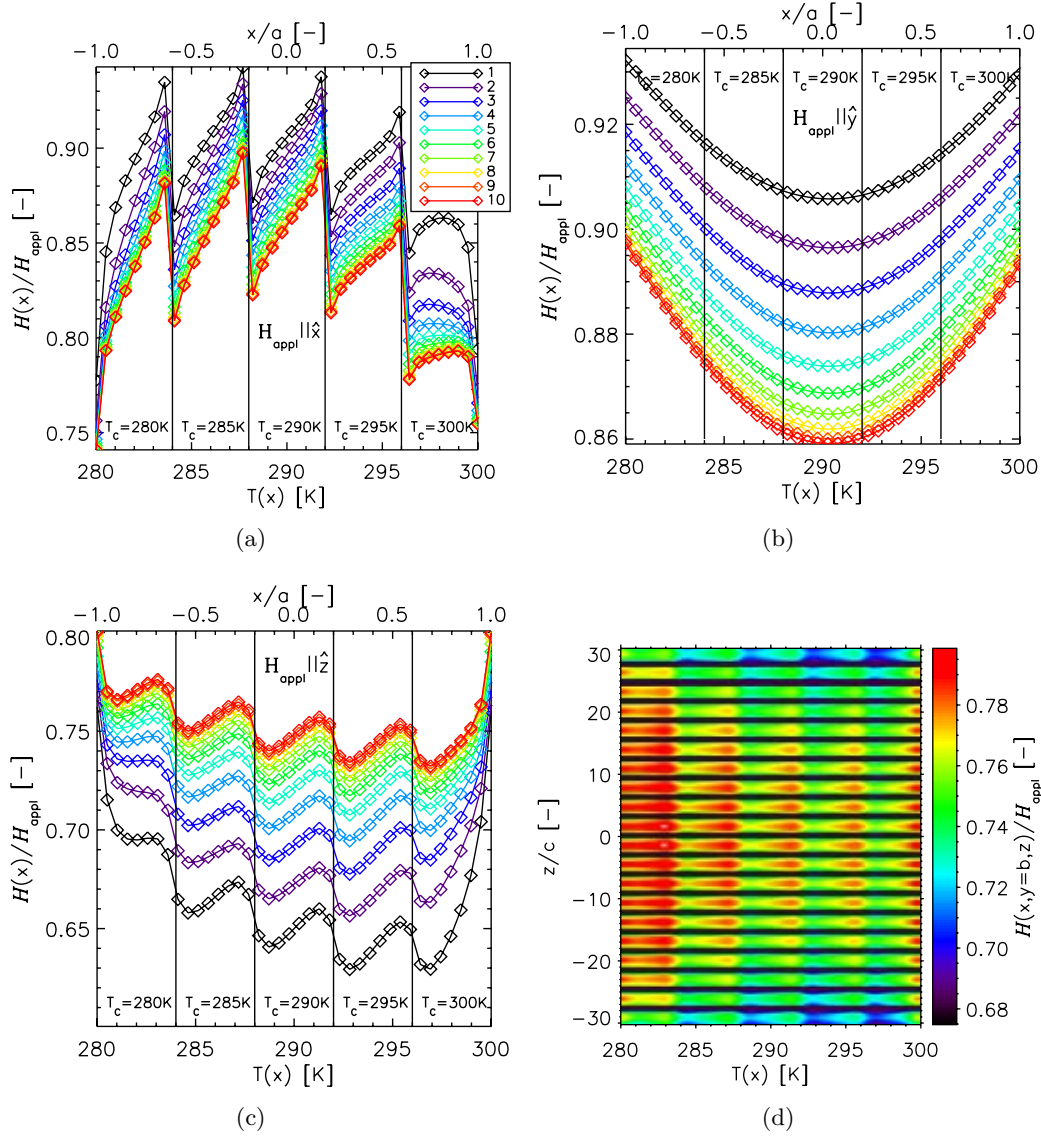 x/a [−]
−1.0 −0.5 0.0 0.5 1.0
H(x)/H_appl [−]
0.90
0.85
0.80
0.75
1
2
3
4
5
6
7
8
9
10
H_appl||x̂
T_c=280K T_c=285K T_c=290K T_c=295K T_c=300K
280 285 290 295 300
T(x) [K]
(a)
x/a [−]
−1.0 −0.5 0.0 0.5 1.0
T_c=280K T_c=285K T_c=290K T_c=295K T_c=300K
H_appl||ŷ
H(x)/H_appl [−]
0.92
0.90
0.88
0.86
280 285 290 295 300
T(x) [K]
(b)
x/a [−]
−1.0 −0.5 0.0 0.5 1.0
H_appl||ẑ
H(x)/H_appl [−]
0.80
0.75
0.70
0.65
T_c=280K T_c=285K T_c=290K T_c=295K T_c=300K
280 285 290 295 300
T(x) [K]
(c)
z/c [−]
30
20
10
0
−10
−20
−30
280 285 290 295 300
T(x) [K]
H(x,y=b,z)/H_appl [−]
0.78
0.76
0.74
0.72
0.70
0.68
(d)